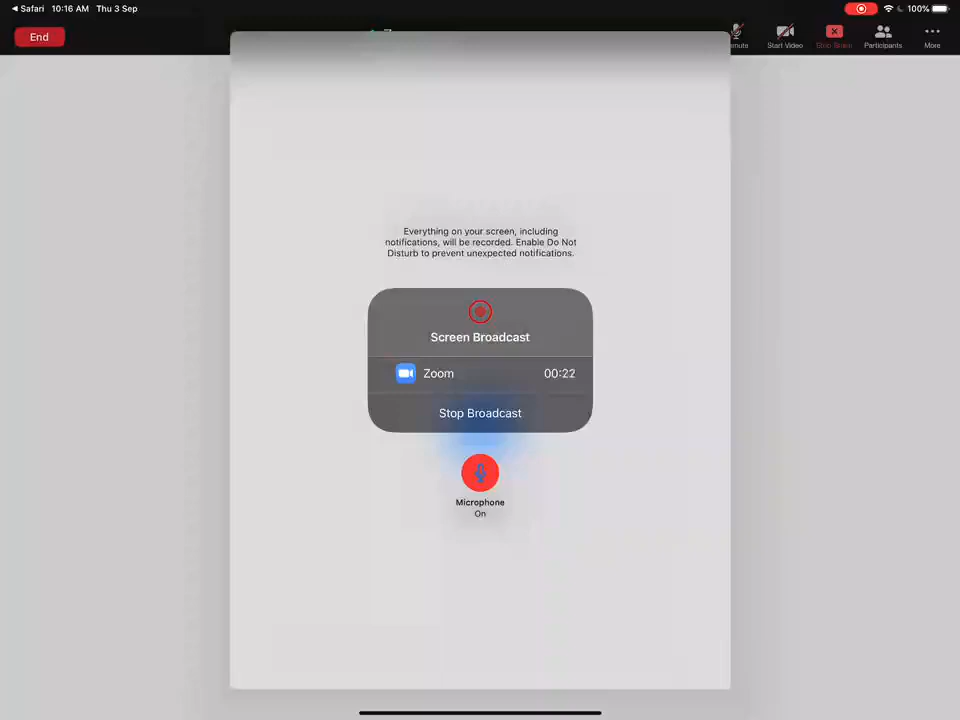 Safari 10:16 AM Thu 3 Sep
100%
End
Start Video
Stop Share
Participants
More
Everything on your screen, including
notifications, will be recorded. Enable Do Not
Disturb to prevent unexpected notifications.
Screen Broadcast
Zoom 00:22
Stop Broadcast
Microphone
On